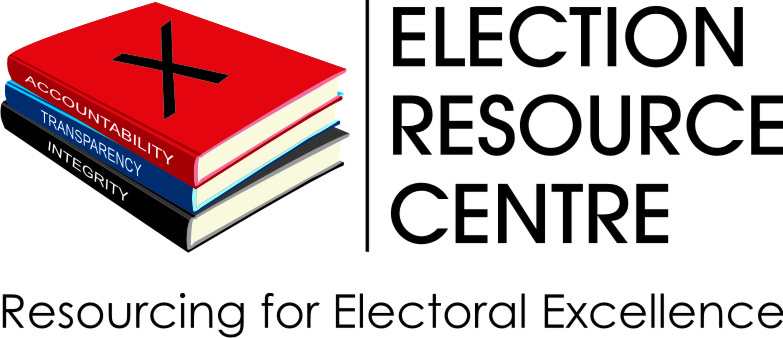 X
ACCOUNTABILITY
TRANSPARENCY
INTEGRITY
ELECTION
RESOURCE
CENTRE
Resourcing for Electoral Excellence